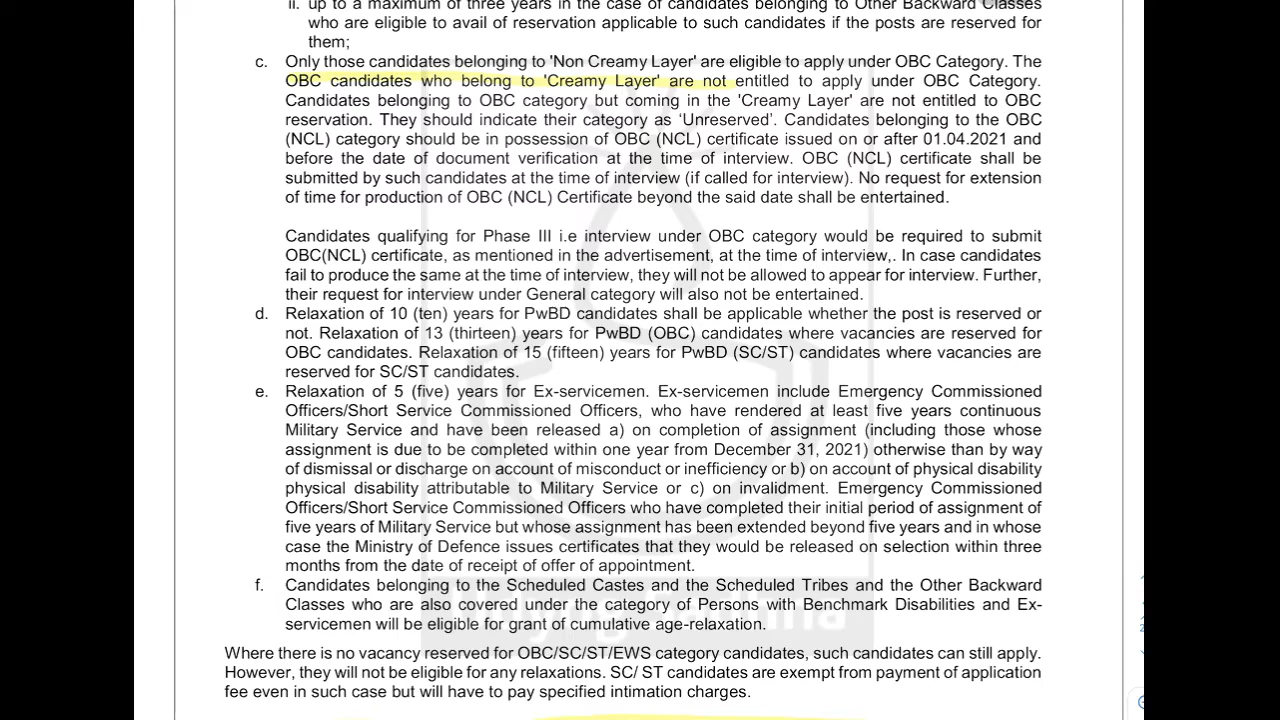 ii. up to a maximum of three years in the case of candidates belonging to Other Backward Classes
who are eligible to avail of reservation applicable to such candidates if the posts are reserved for
them;
c. Only those candidates belonging to 'Non Creamy Layer' are eligible to apply under OBC Category. The
OBC candidates who belong to 'Creamy Layer' are not entitled to apply under OBC Category.
Candidates belonging to OBC category but coming in the 'Creamy Layer' are not entitled to OBC
reservation. They should indicate their category as ‘Unreserved’. Candidates belonging to the OBC
(NCL) category should be in possession of OBC (NCL) certificate issued on or after 01.04.2021 and
before the date of document verification at the time of interview. OBC (NCL) certificate shall be
submitted by such candidates at the time of interview (if called for interview). No request for extension
of time for production of OBC (NCL) Certificate beyond the said date shall be entertained.
Candidates qualifying for Phase III i.e interview under OBC category would be required to submit
OBC(NCL) certificate, as mentioned in the advertisement, at the time of interview,. In case candidates
fail to produce the same at the time of interview, they will not be allowed to appear for interview. Further,
their request for interview under General category will also not be entertained.
d. Relaxation of 10 (ten) years for PwBD candidates shall be applicable whether the post is reserved or
not. Relaxation of 13 (thirteen) years for PwBD (OBC) candidates where vacancies are reserved for
OBC candidates. Relaxation of 15 (fifteen) years for PwBD (SC/ST) candidates where vacancies are
reserved for SC/ST candidates.
e. Relaxation of 5 (five) years for Ex-servicemen. Ex-servicemen include Emergency Commissioned
Officers/Short Service Commissioned Officers, who have rendered at least five years continuous
Military Service and have been released a) on completion of assignment (including those whose
assignment is due to be completed within one year from December 31, 2021) otherwise than by way
of dismissal or discharge on account of misconduct or inefficiency or b) on account of physical disability
physical disability attributable to Military Service or c) on invalidment. Emergency Commissioned
Officers/Short Service Commissioned Officers who have completed their initial period of assignment of
five years of Military Service but whose assignment has been extended beyond five years and in whose
case the Ministry of Defence issues certificates that they would be released on selection within three
months from the date of receipt of offer of appointment.
f. Candidates belonging to the Scheduled Castes and the Scheduled Tribes and the Other Backward
Classes who are also covered under the category of Persons with Benchmark Disabilities and Ex-
servicemen will be eligible for grant of cumulative age-relaxation.
Where there is no vacancy reserved for OBC/SC/ST/EWS category candidates, such candidates can still apply.
However, they will not be eligible for any relaxations. SC/ ST candidates are exempt from payment of application
fee even in such case but will have to pay specified intimation charges.